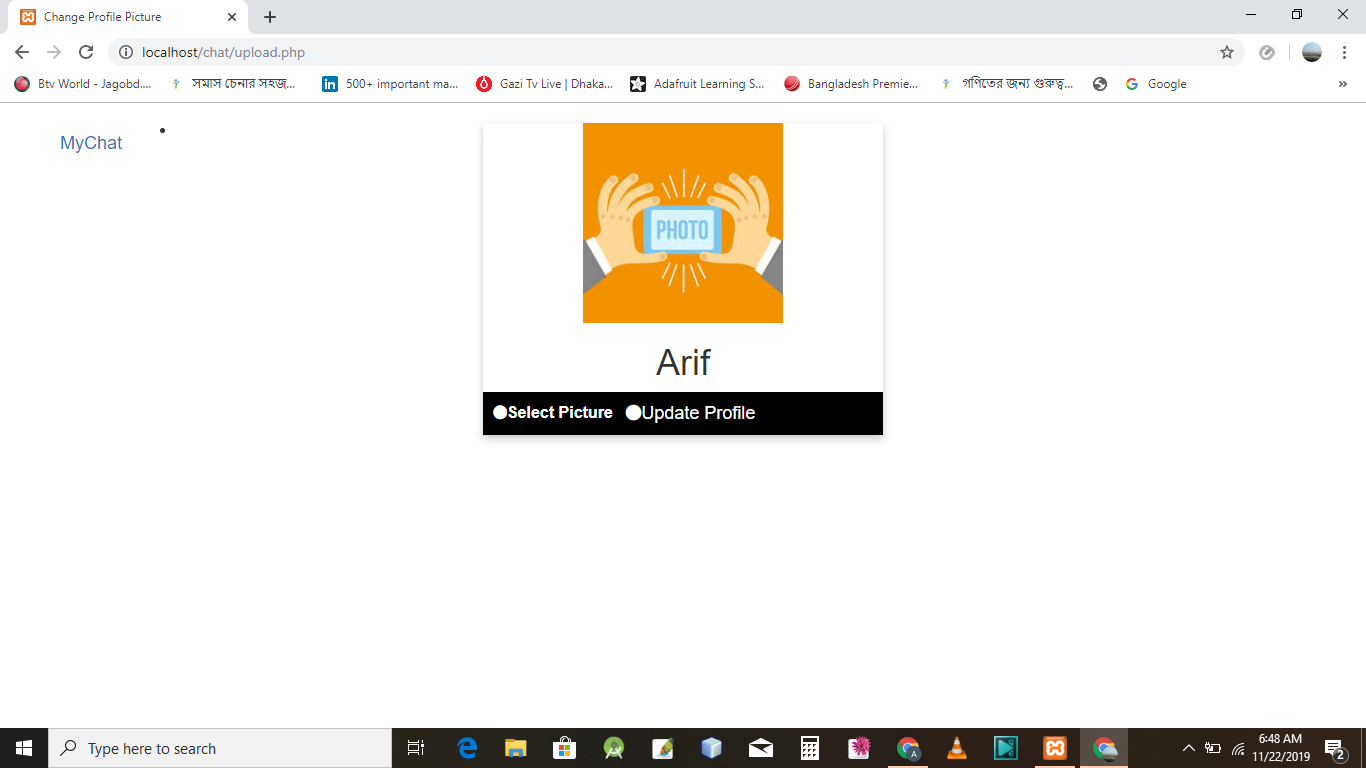 Change Profile Picture
localhost/chat/upload.php
Btv World - Jagobd.... সমাস চেনার সহজ... 500+ important ma... Gazi Tv Live | Dhaka... Adafruit Learning S... Bangladesh Premie... গণিতের জন্য গুরুত্ব... Google
MyChat
PHOTO
Arif
Select Picture Update Profile
Type here to search
A
6:48 AM
11/22/2019
2